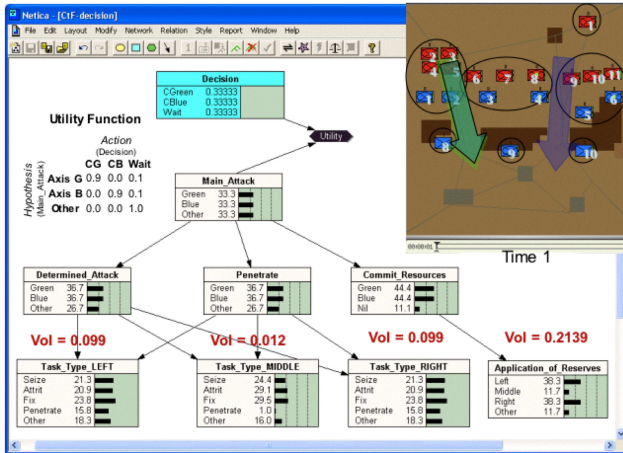 Netica - [CtF-decision]
File Edit Layout Modify Network Relation Style Report Window Help
Decision
CGreen 0.33333
CBlue 0.33333
Wait 0.33333
Utility Function
Utility
Action
(Decision)
CG CB Wait
Hypothesis
(Main_Attack)
Axis G 0.9 0.0 0.1
Axis B 0.0 0.9 0.1
Other 0.0 0.0 1.0
Main_Attack
Green 33.3
Blue 33.3
Other 33.3
Time 1
Determined_Attack
Green 36.7
Blue 36.7
Other 26.7
Penetrate
Green 36.7
Blue 36.7
Other 26.7
Commit_Resources
Green 44.4
Blue 44.4
Nil 11.1
VoI = 0.099
VoI = 0.012
VoI = 0.099
VoI = 0.2139
Task_Type_LEFT
Seize 21.3
Attrit 20.9
Fix 23.8
Penetrate 15.8
Other 18.3
Task_Type_MIDDLE
Seize 24.4
Attrit 29.1
Fix 29.5
Penetrate 1.0
Other 16.0
Task_Type_RIGHT
Seize 21.3
Attrit 20.9
Fix 23.8
Penetrate 15.8
Other 18.3
Application_of_Reserves
Left 38.3
Middle 11.7
Right 38.3
Other 11.7